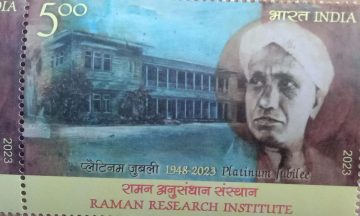 5.00 भारत INDIA
प्लैटिनम जुबली 1948-2023 Platinum Jubilee
रामन अनुसंधान संस्थान
RAMAN RESEARCH INSTITUTE
2023
2023